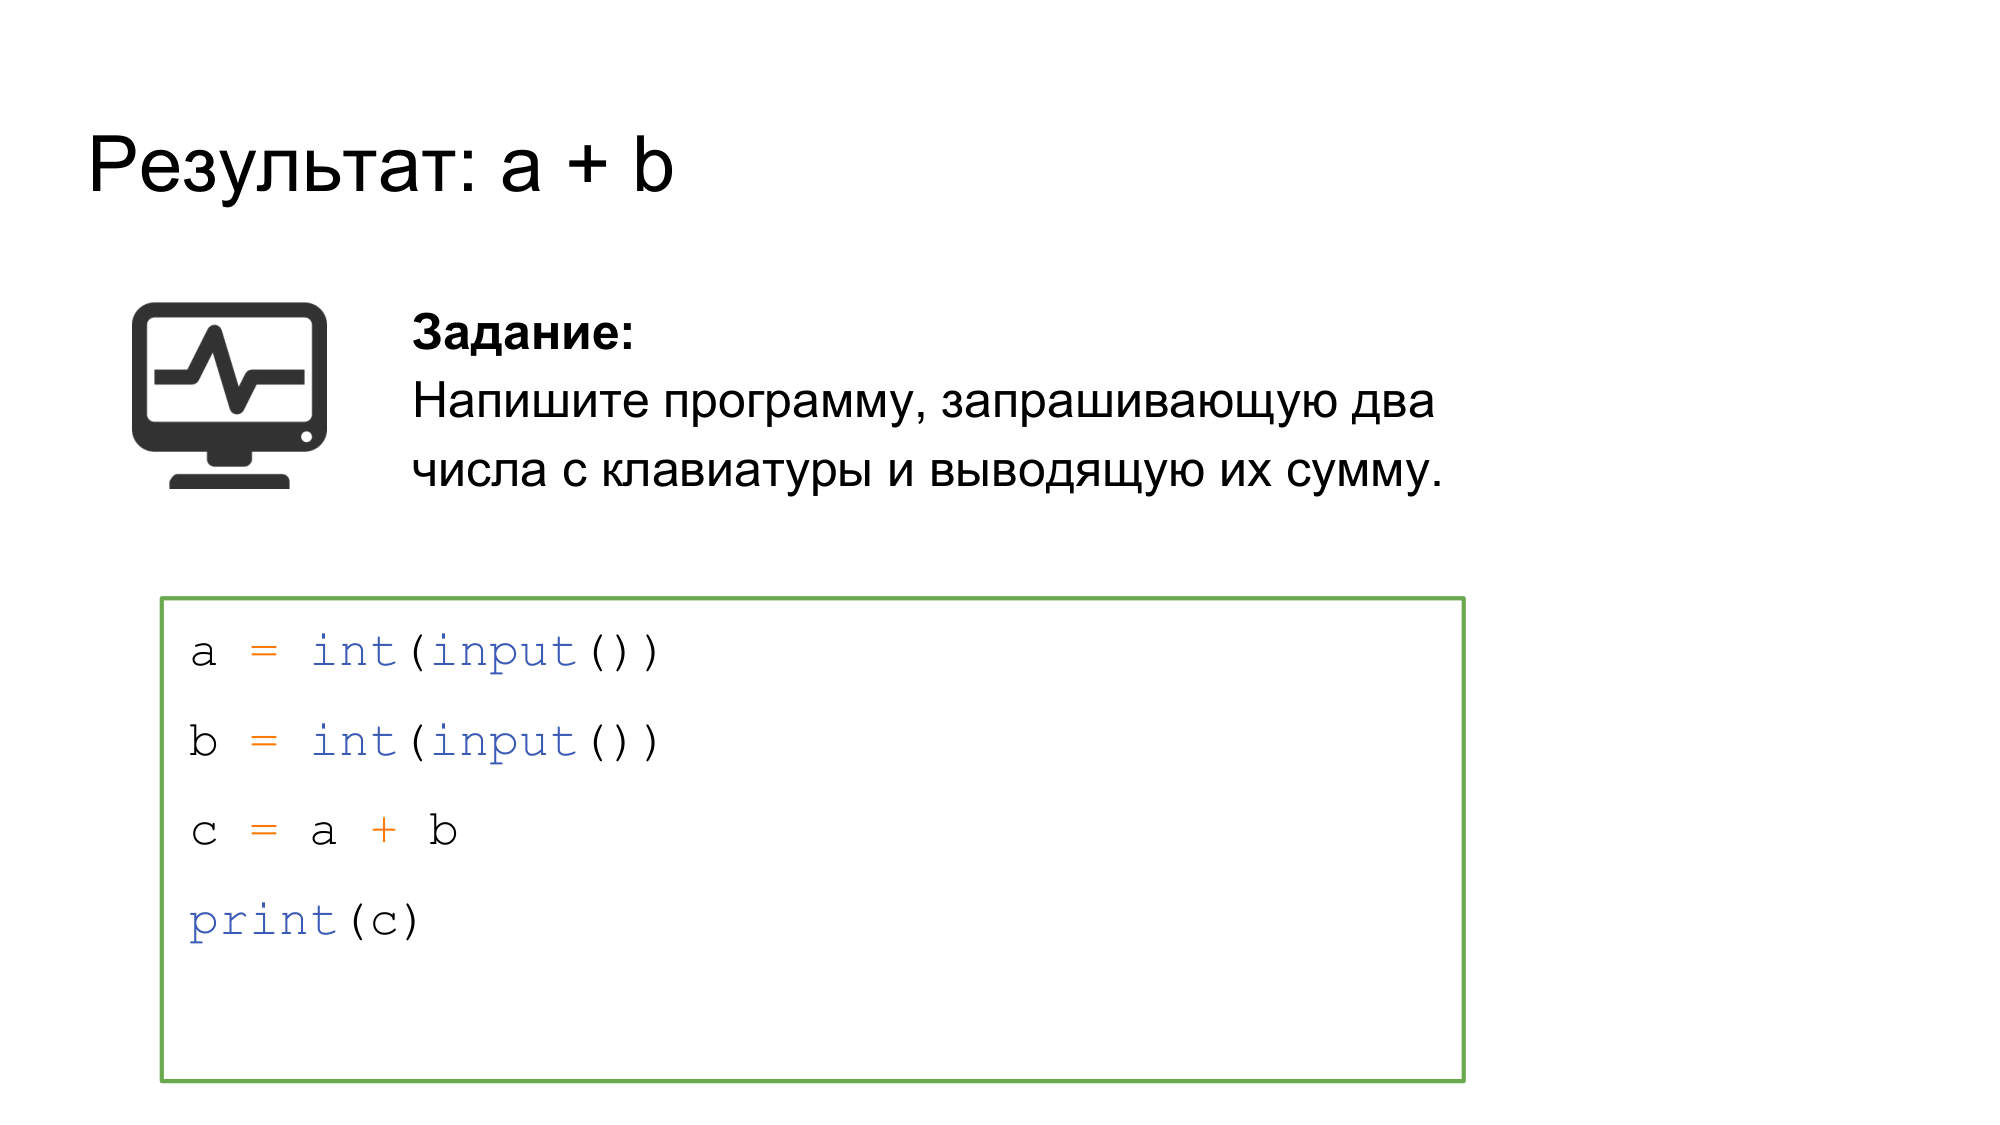 Результат: a + b
Задание:
Напишите программу, запрашивающую два
числа с клавиатуры и выводящую их сумму.
a = int(input())
b = int(input())
c = a + b
print(c)